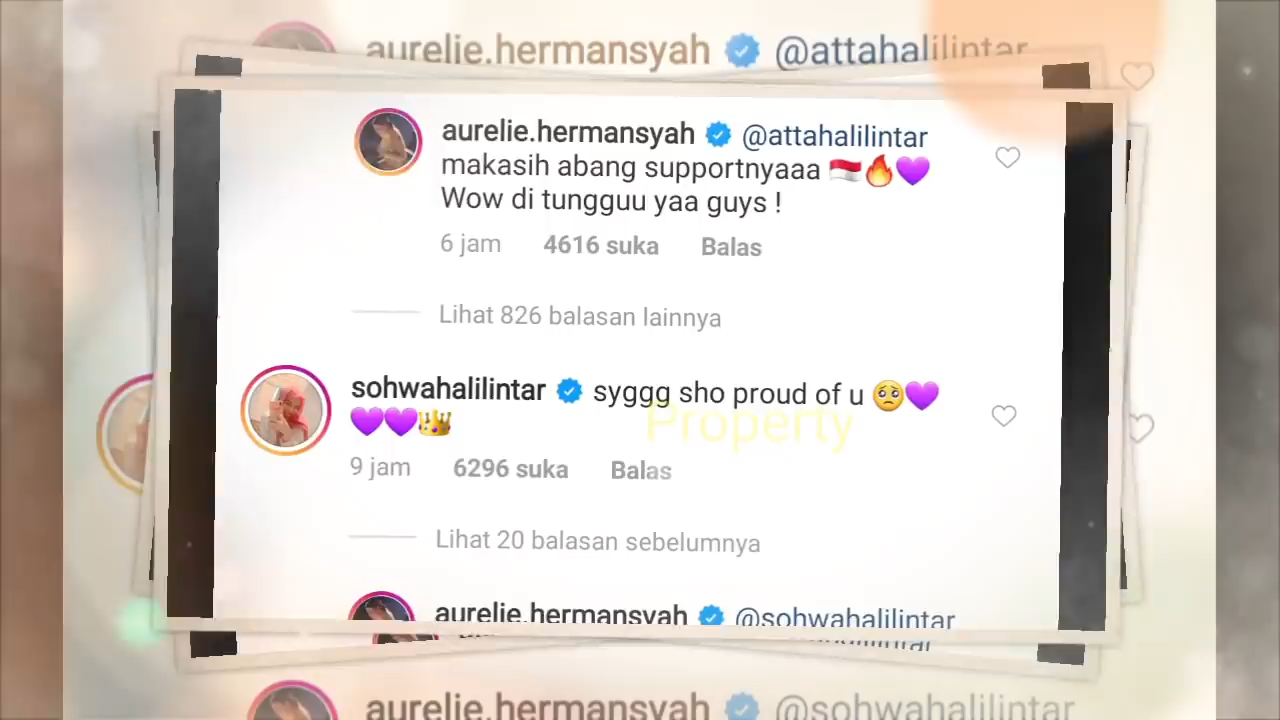 aurelie.hermansyah @attahalilintar
aurelie.hermansyah @attahalilintar
makasih abang supportnyaaa 🇮🇩🔥💜
Wow di tungguu yaa guys !
6 jam 4616 suka Balas
Lihat 826 balasan lainnya
sohwahalilintar syggg sho proud of u 🥺💜
💜💜👑
Property
9 jam 6296 suka Balas
Lihat 20 balasan sebelumnya
aurelie.hermansyah @sohwahalilintar
aurelie.hermansyah @sohwahalilintar